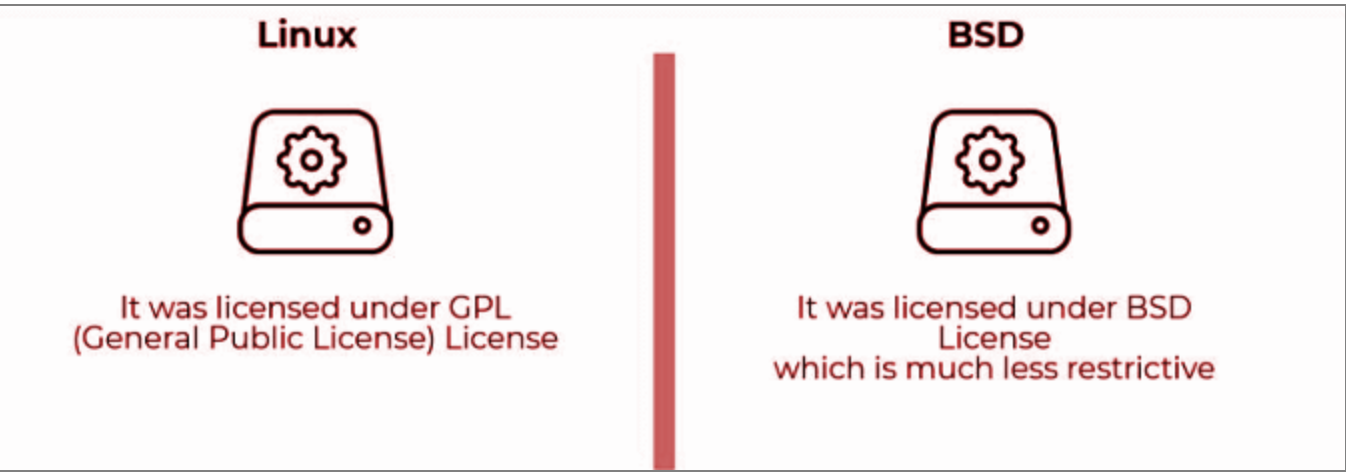 Linux
It was licensed under GPL
(General Public License) License
BSD
It was licensed under BSD
License
which is much less restrictive